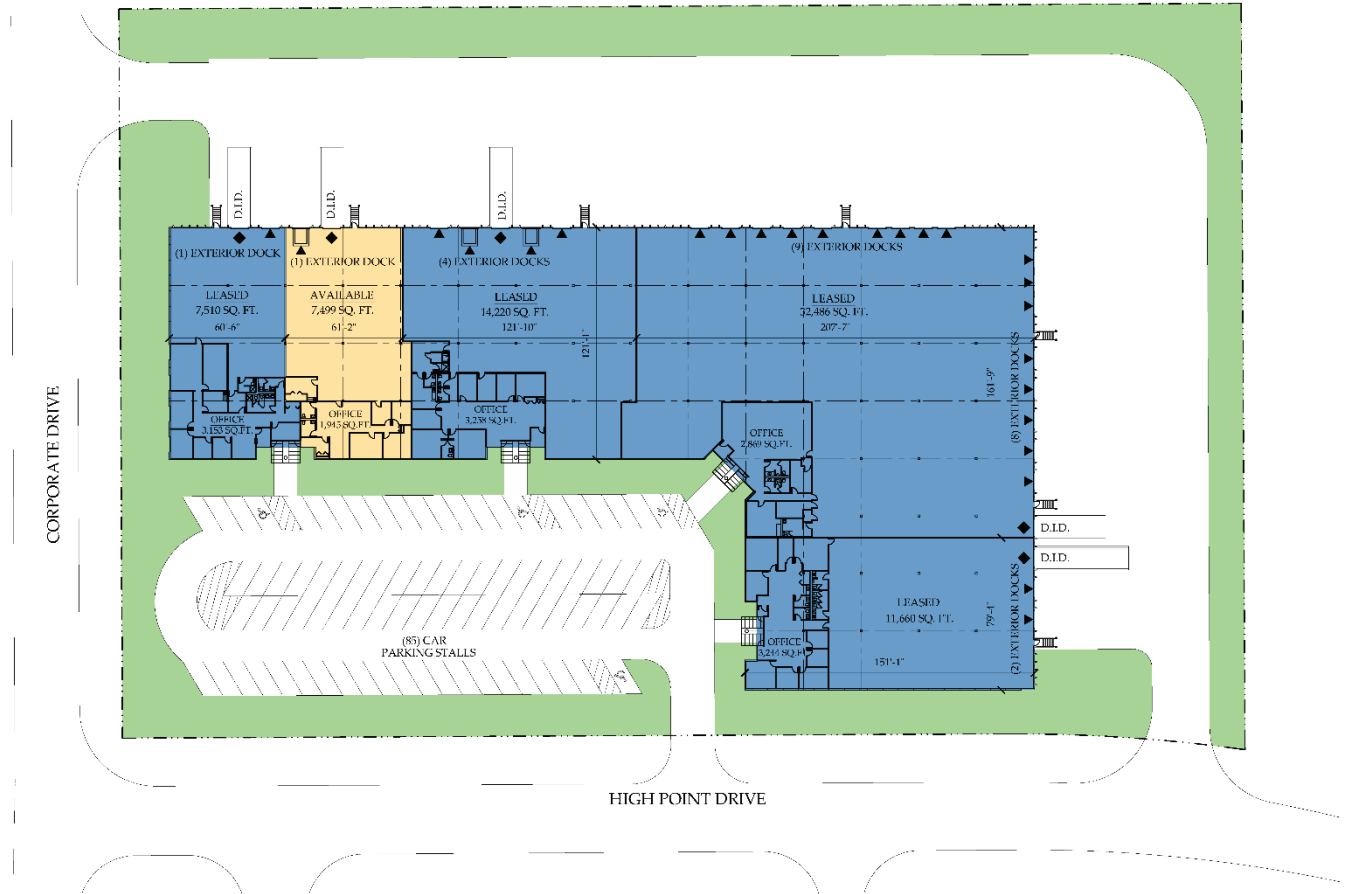 CORPORATE DRIVE
D.I.D.
D.I.D.
D.I.D.
(1) EXTERIOR DOCK
LEASED
7,510 SQ. FT.
60'-6"
OFFICE
3,153 SQ.FT.
(1) EXTERIOR DOCK
AVAILABLE
7,499 SQ. FT.
61'-2"
OFFICE
1,943 SQ.FT.
(4) EXTERIOR DOCKS
LEASED
14,220 SQ. FT.
121'-10"
121'-1"
OFFICE
3,238 SQ.FT.
(9) EXTERIOR DOCKS
LEASED
32,486 SQ. FT.
207'-7"
161'-9"
(8) EXTERIOR DOCKS
OFFICE
2,869 SQ.FT.
D.I.D.
D.I.D.
LEASED
11,660 SQ. FT.
79'-4"
151'-1"
(2) EXTERIOR DOCKS
OFFICE
3,244 SQ.F
(85) CAR
PARKING STALLS
HIGH POINT DRIVE